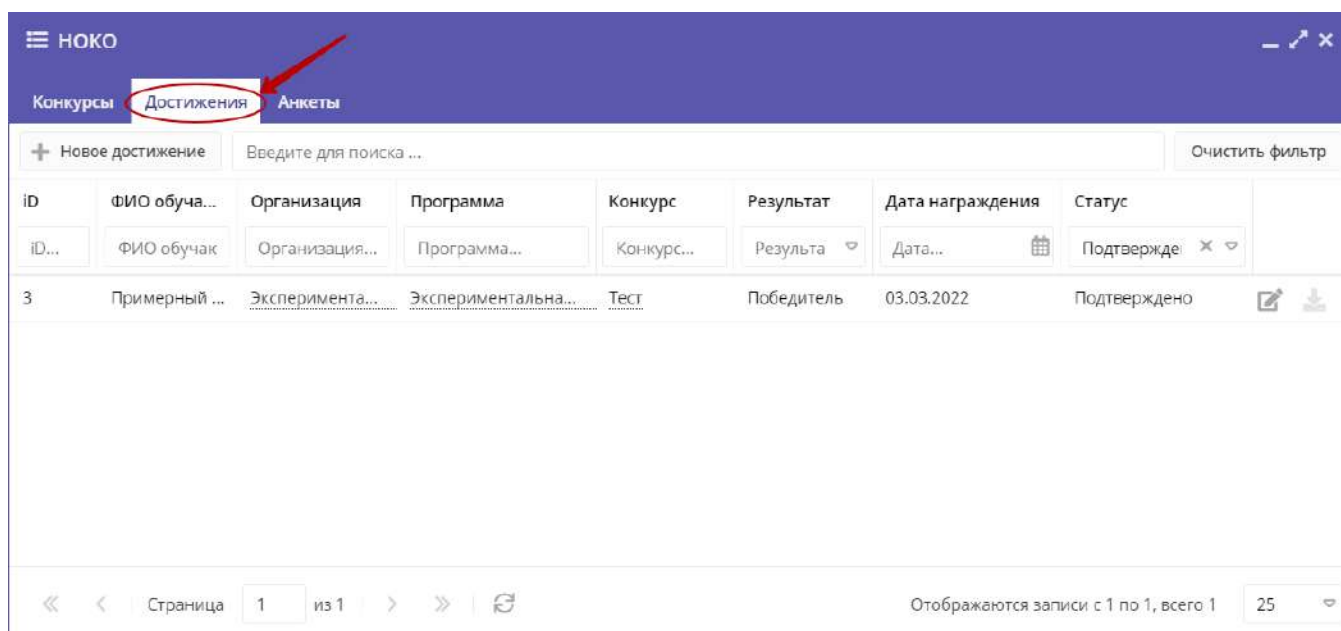 НОКО
Конкурсы Достижения Анкеты
Новое достижение Введите для поиска ... Очистить фильтр
iD ФИО обуча... Организация Программа Конкурс Результат Дата награждения Статус
iD... ФИО обучак Организация... Программа... Конкурс... Результа Дата... Подтвержде
3 Примерный ... Эксперимента... Экспериментальна... Тест Победитель 03.03.2022 Подтверждено
Страница 1 из 1 Отображаются записи с 1 по 1, всего 1 25